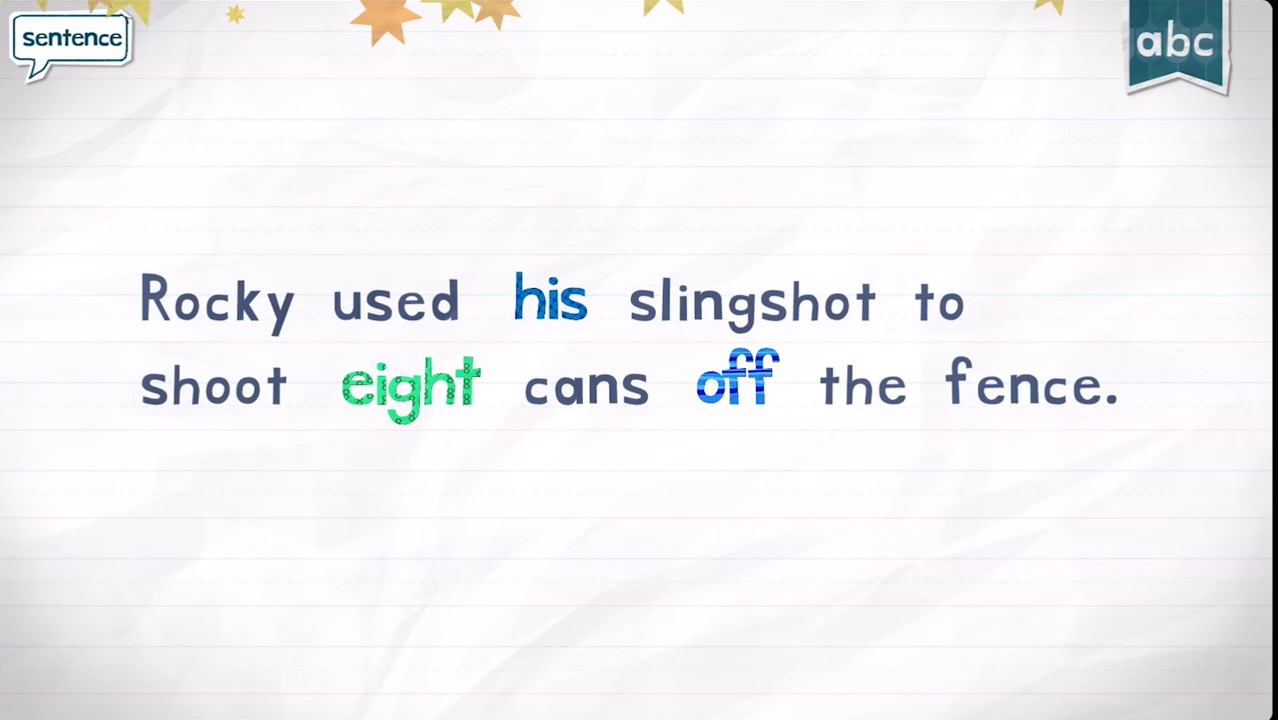 sentence
abc
Rocky used his slingshot to
shoot eight cans off the fence.